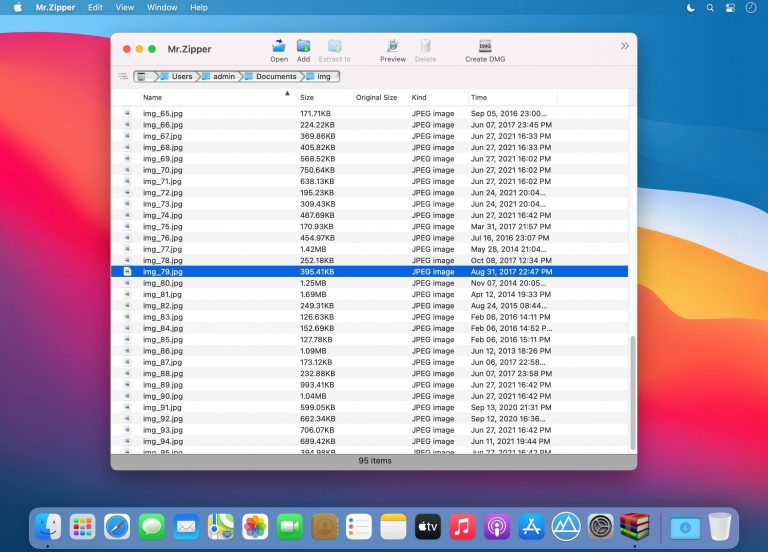 Mr.Zipper Edit View Window Help
Mr.Zipper
Open Add Extract to Preview Delete Create DMG
DMG
Users admin Documents img
Name Size Original Size Kind Time
img_65.jpg 171.71KB JPEG image Sep 05, 2016 23:00...
img_66.jpg 224.22KB JPEG image Jun 07, 2017 23:45 PM
img_67.jpg 369.86KB JPEG image Jun 27, 2021 16:33 PM
img_68.jpg 405.82KB JPEG image Jun 27, 2021 16:33 PM
img_69.jpg 568.52KB JPEG image Jun 27, 2021 16:02 PM
img_70.jpg 750.64KB JPEG image Jun 27, 2021 16:02 PM
img_71.jpg 638.13KB JPEG image Jun 27, 2021 16:02 PM
img_72.jpg 195.23KB JPEG image Jun 24, 2021 20:04...
img_73.jpg 309.43KB JPEG image Jun 24, 2021 20:04...
img_74.jpg 467.69KB JPEG image Jun 27, 2021 16:42 PM
img_75.jpg 170.93KB JPEG image Mar 31, 2017 21:57 PM
img_76.jpg 454.97KB JPEG image Jul 16, 2016 23:07 PM
img_77.jpg 1.42MB JPEG image May 28, 2014 21:04...
img_78.jpg 252.18KB JPEG image Oct 08, 2017 12:34 PM
img_79.jpg 395.41KB JPEG image Aug 31, 2017 22:47 PM
img_80.jpg 1.25MB JPEG image Nov 07, 2014 20:05...
img_81.jpg 1.69MB JPEG image Apr 12, 2014 19:33 PM
img_82.jpg 249.31KB JPEG image Aug 24, 2015 08:44...
img_83.jpg 126.63KB JPEG image Feb 06, 2016 14:11 PM
img_84.jpg 152.69KB JPEG image Feb 06, 2016 14:52 P...
img_85.jpg 127.78KB JPEG image Feb 06, 2016 15:11 PM
img_86.jpg 1.09MB JPEG image Jun 12, 2013 18:26 PM
img_87.jpg 173.12KB JPEG image Jun 06, 2017 22:58...
img_88.jpg 232.88KB JPEG image Jun 07, 2017 23:58 PM
img_89.jpg 993.41KB JPEG image Jun 27, 2021 16:42 PM
img_90.jpg 1.04MB JPEG image Jun 27, 2021 16:42 PM
img_91.jpg 599.05KB JPEG image Sep 13, 2020 21:31 PM
img_92.jpg 662.34KB JPEG image Sep 12, 2020 16:36...
img_93.jpg 706.07KB JPEG image Jun 27, 2021 16:42 PM
img_94.jpg 689.42KB JPEG image Jun 11, 2021 19:44 PM
img_95.jpg 394.98KB JPEG image Jun 27, 2021 16:42 PM
95 items
tv